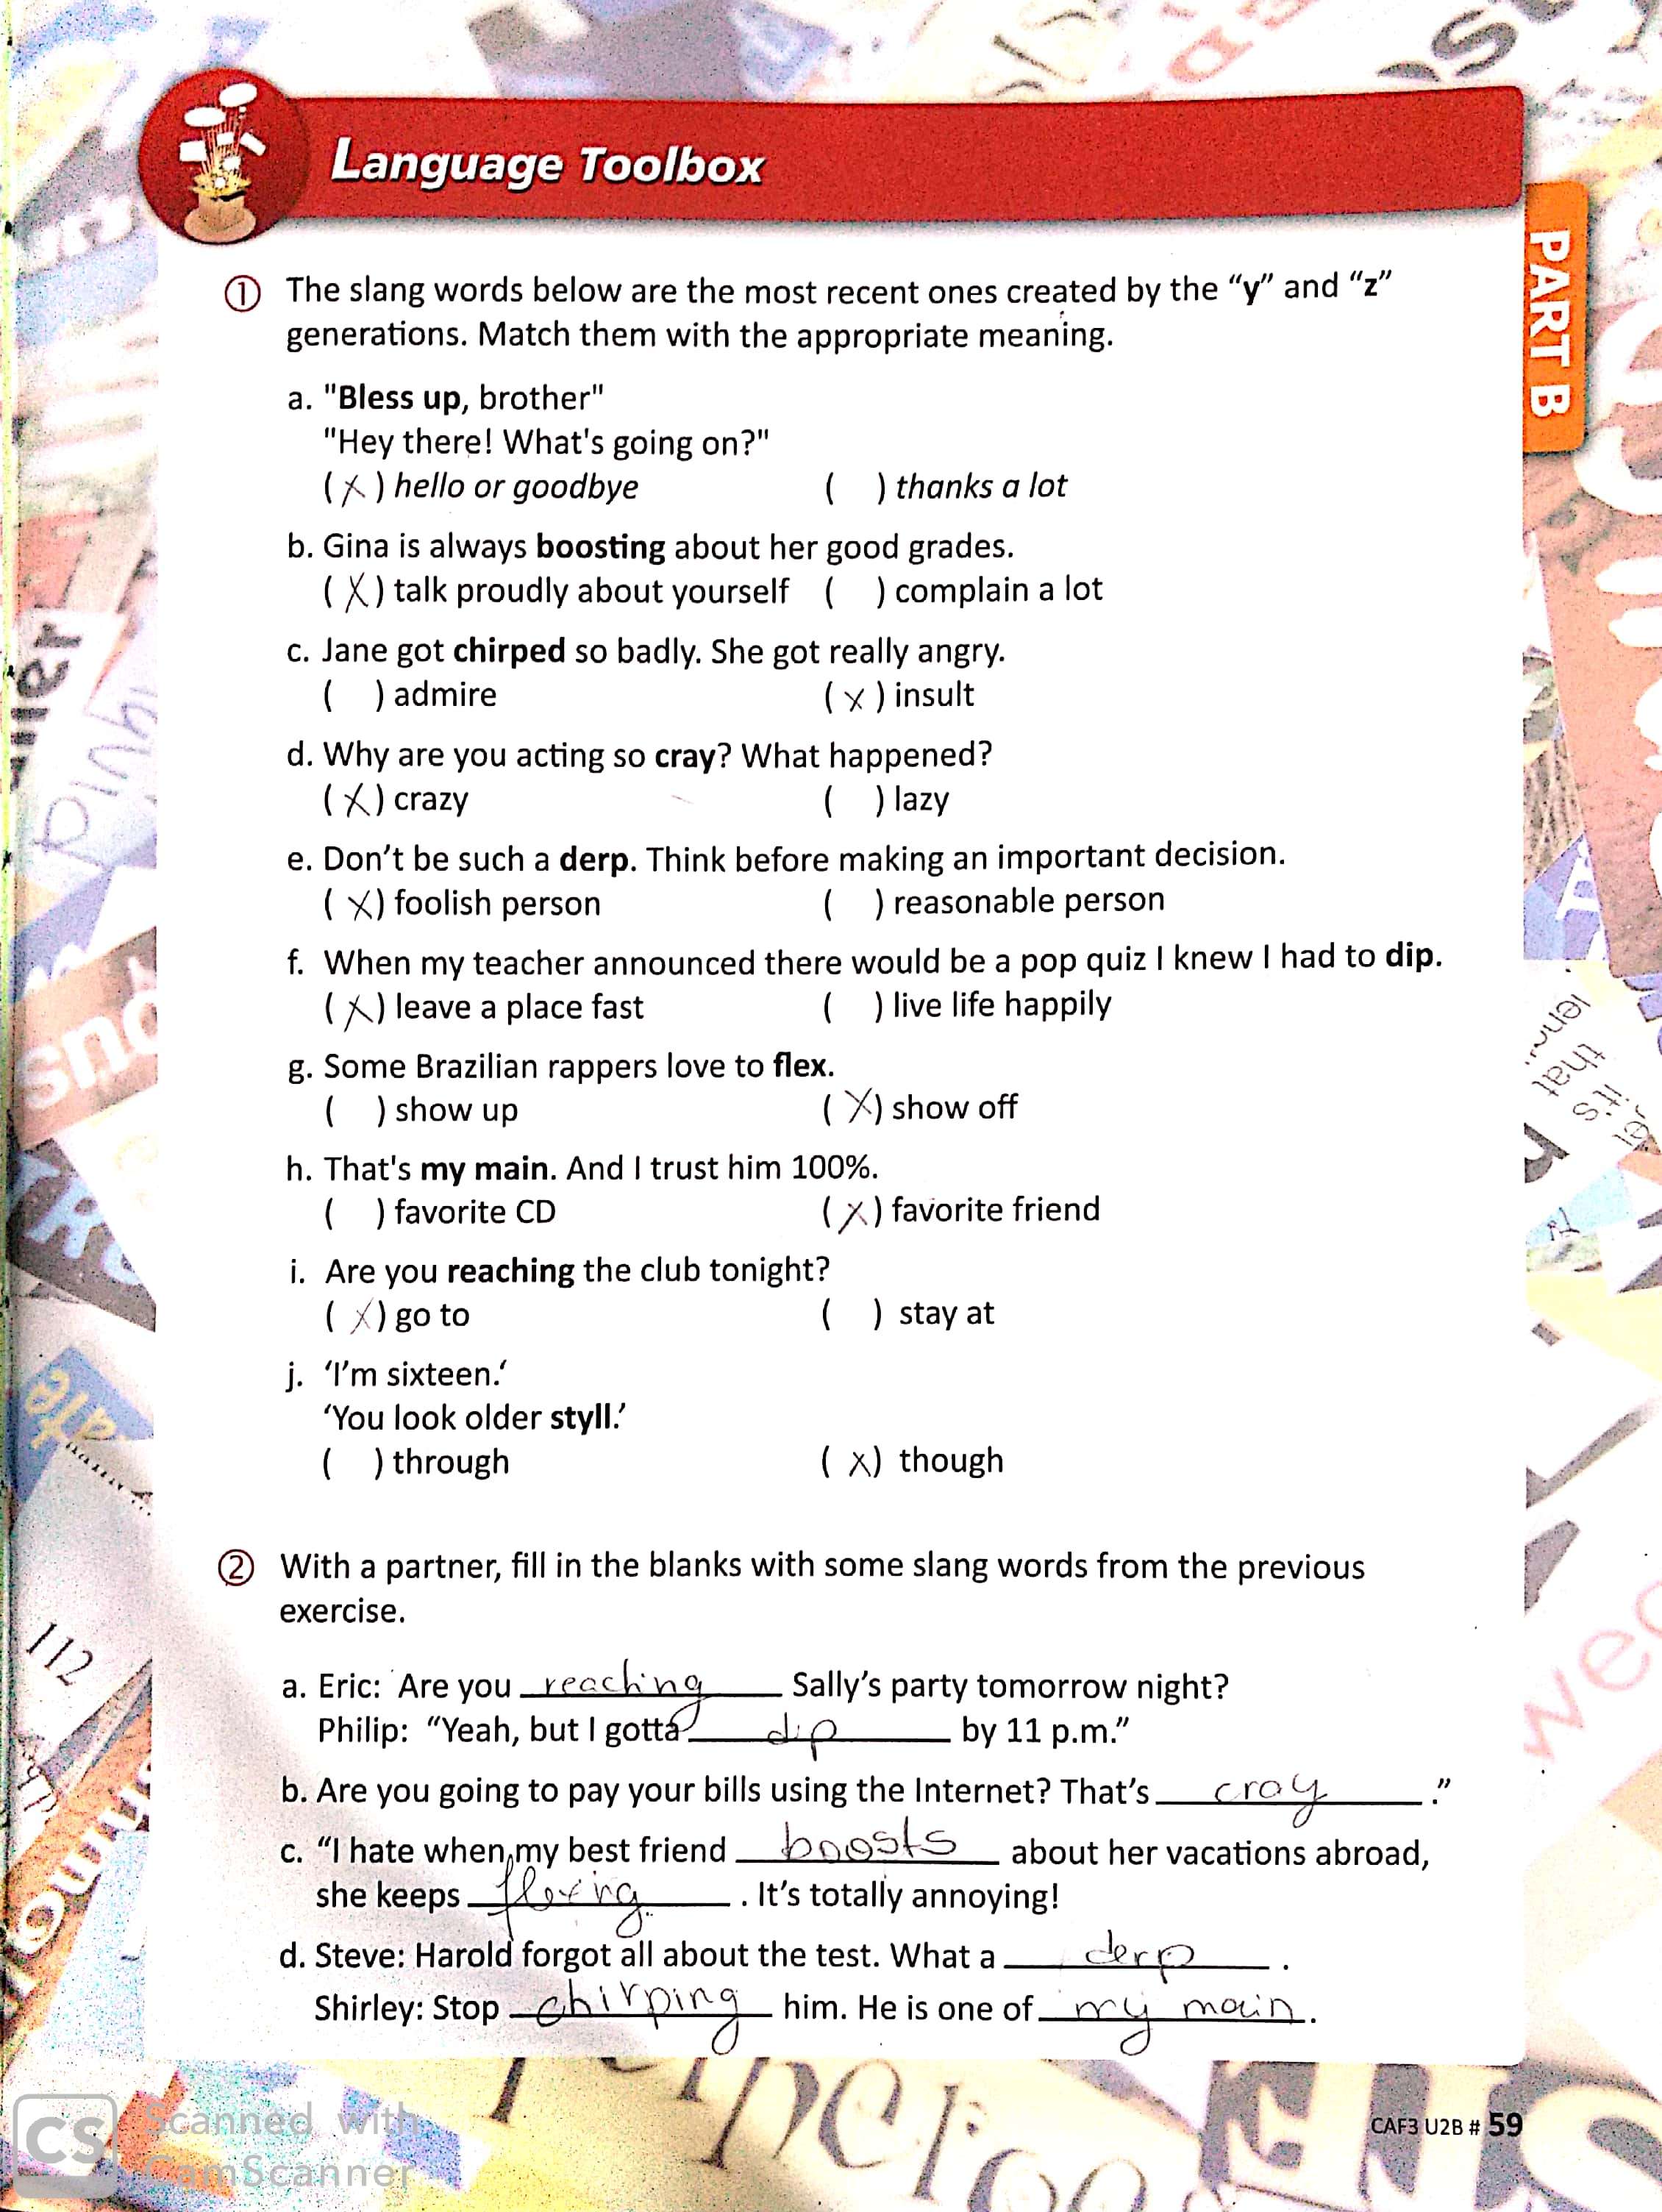 Language Toolbox
PART B
① The slang words below are the most recent ones created by the “y” and “z”
generations. Match them with the appropriate meaning.
a. "Bless up, brother"
"Hey there! What's going on?"
(X) hello or goodbye ( ) thanks a lot
b. Gina is always boosting about her good grades.
(X) talk proudly about yourself ( ) complain a lot
c. Jane got chirped so badly. She got really angry.
( ) admire (x) insult
d. Why are you acting so cray? What happened?
(X) crazy ( ) lazy
e. Don’t be such a derp. Think before making an important decision.
(X) foolish person ( ) reasonable person
f. When my teacher announced there would be a pop quiz I knew I had to dip.
(X) leave a place fast ( ) live life happily
g. Some Brazilian rappers love to flex.
( ) show up (X) show off
h. That's my main. And I trust him 100%.
( ) favorite CD (X) favorite friend
i. Are you reaching the club tonight?
(X) go to ( ) stay at
j. ‘I’m sixteen.‘
‘You look older styll.’
( ) through (X) though
② With a partner, fill in the blanks with some slang words from the previous
exercise.
a. Eric: Are you reaching Sally’s party tomorrow night?
Philip: “Yeah, but I gotta dip by 11 p.m.”
b. Are you going to pay your bills using the Internet? That’s cray.”
c. “I hate when my best friend boosts about her vacations abroad,
she keeps flexing. It’s totally annoying!
d. Steve: Harold forgot all about the test. What a derp.
Shirley: Stop chirping him. He is one of my main.
CAF3 U2B # 59
CS Scanned with
CamScanner
112
snd
wed
that
it's